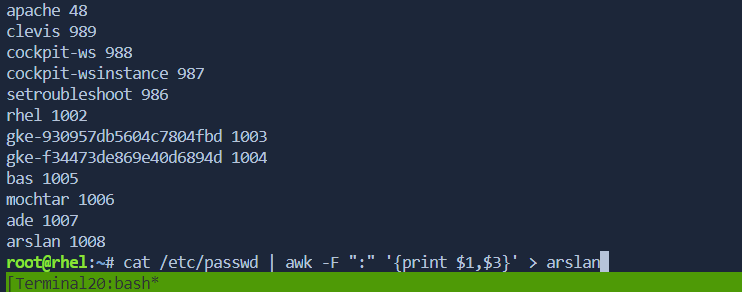 apache 48
clevis 989
cockpit-ws 988
cockpit-wsinstance 987
setroubleshoot 986
rhel 1002
gke-930957db5604c7804fbd 1003
gke-f34473de869e40d6894d 1004
bas 1005
mochtar 1006
ade 1007
arslan 1008
root@rhel:~# cat /etc/passwd | awk -F ":" '{print $1,$3}' > arslan
[Terminal20:bash*